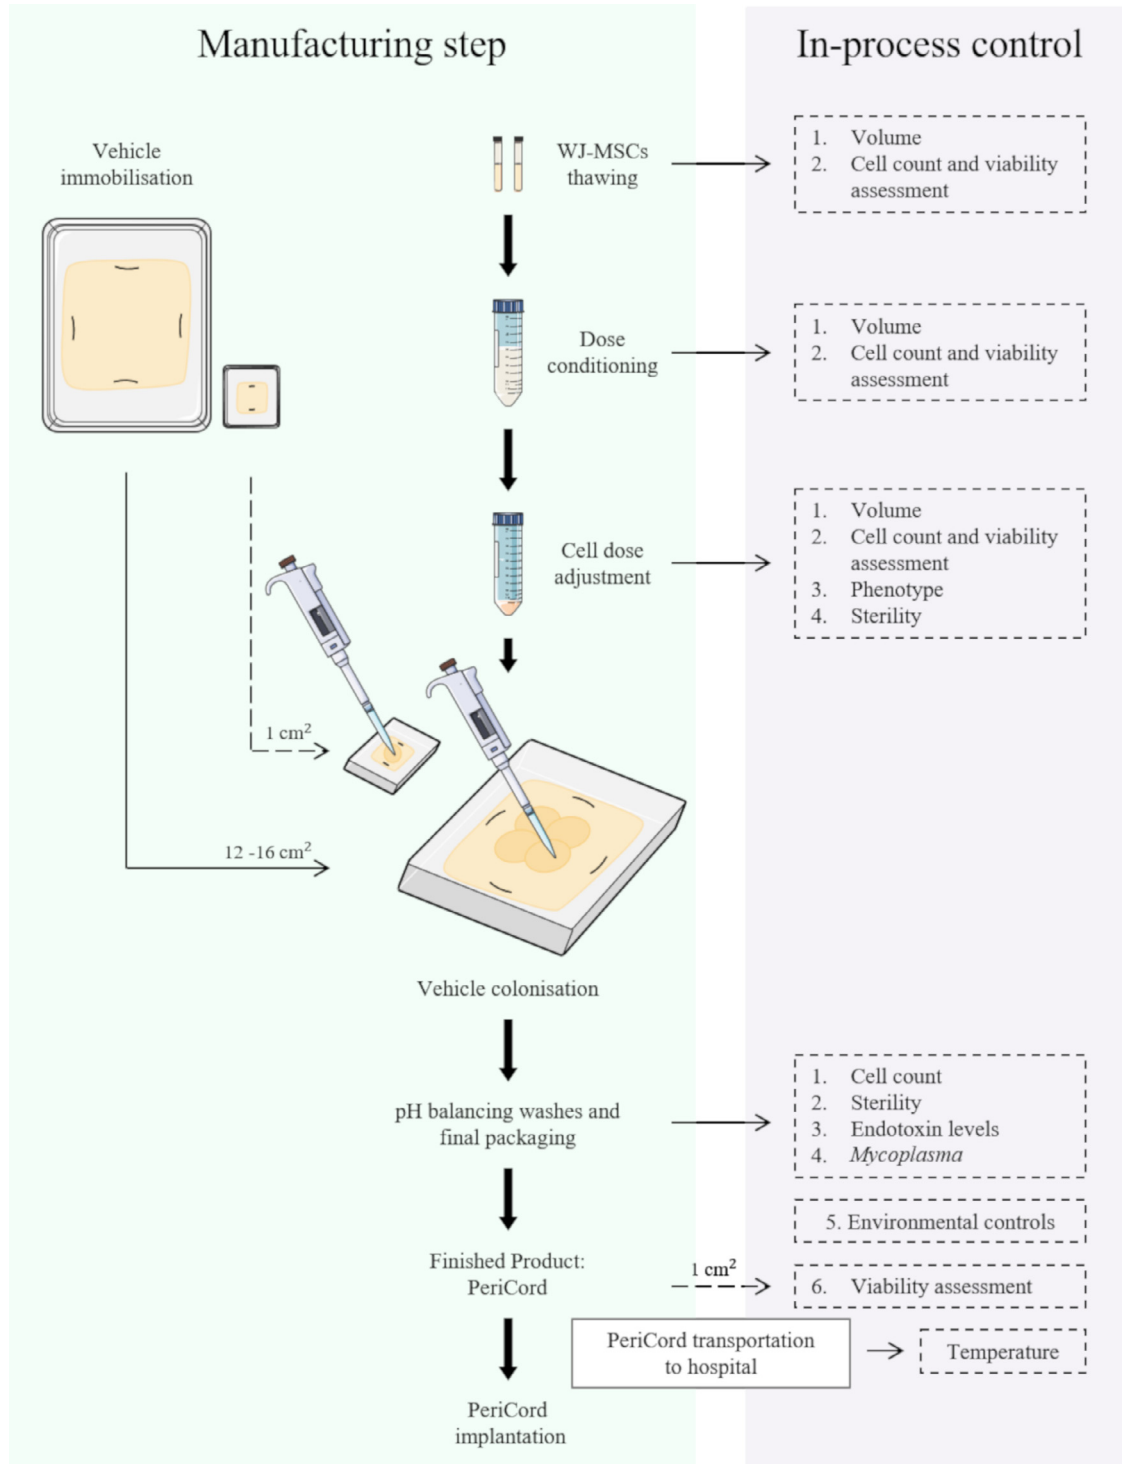 Manufacturing step
In-process control
Vehicle
immobilisation
WJ-MSCs
thawing
1. Volume
2. Cell count and viability
assessment
Dose
conditioning
1. Volume
2. Cell count and viability
assessment
Cell dose
adjustment
1. Volume
2. Cell count and viability
assessment
3. Phenotype
4. Sterility
1 cm²
12 -16 cm²
Vehicle colonisation
pH balancing washes and
final packaging
1. Cell count
2. Sterility
3. Endotoxin levels
4. Mycoplasma
5. Environmental controls
Finished Product:
PeriCord
1 cm²
6. Viability assessment
PeriCord transportation
to hospital
Temperature
PeriCord
implantation